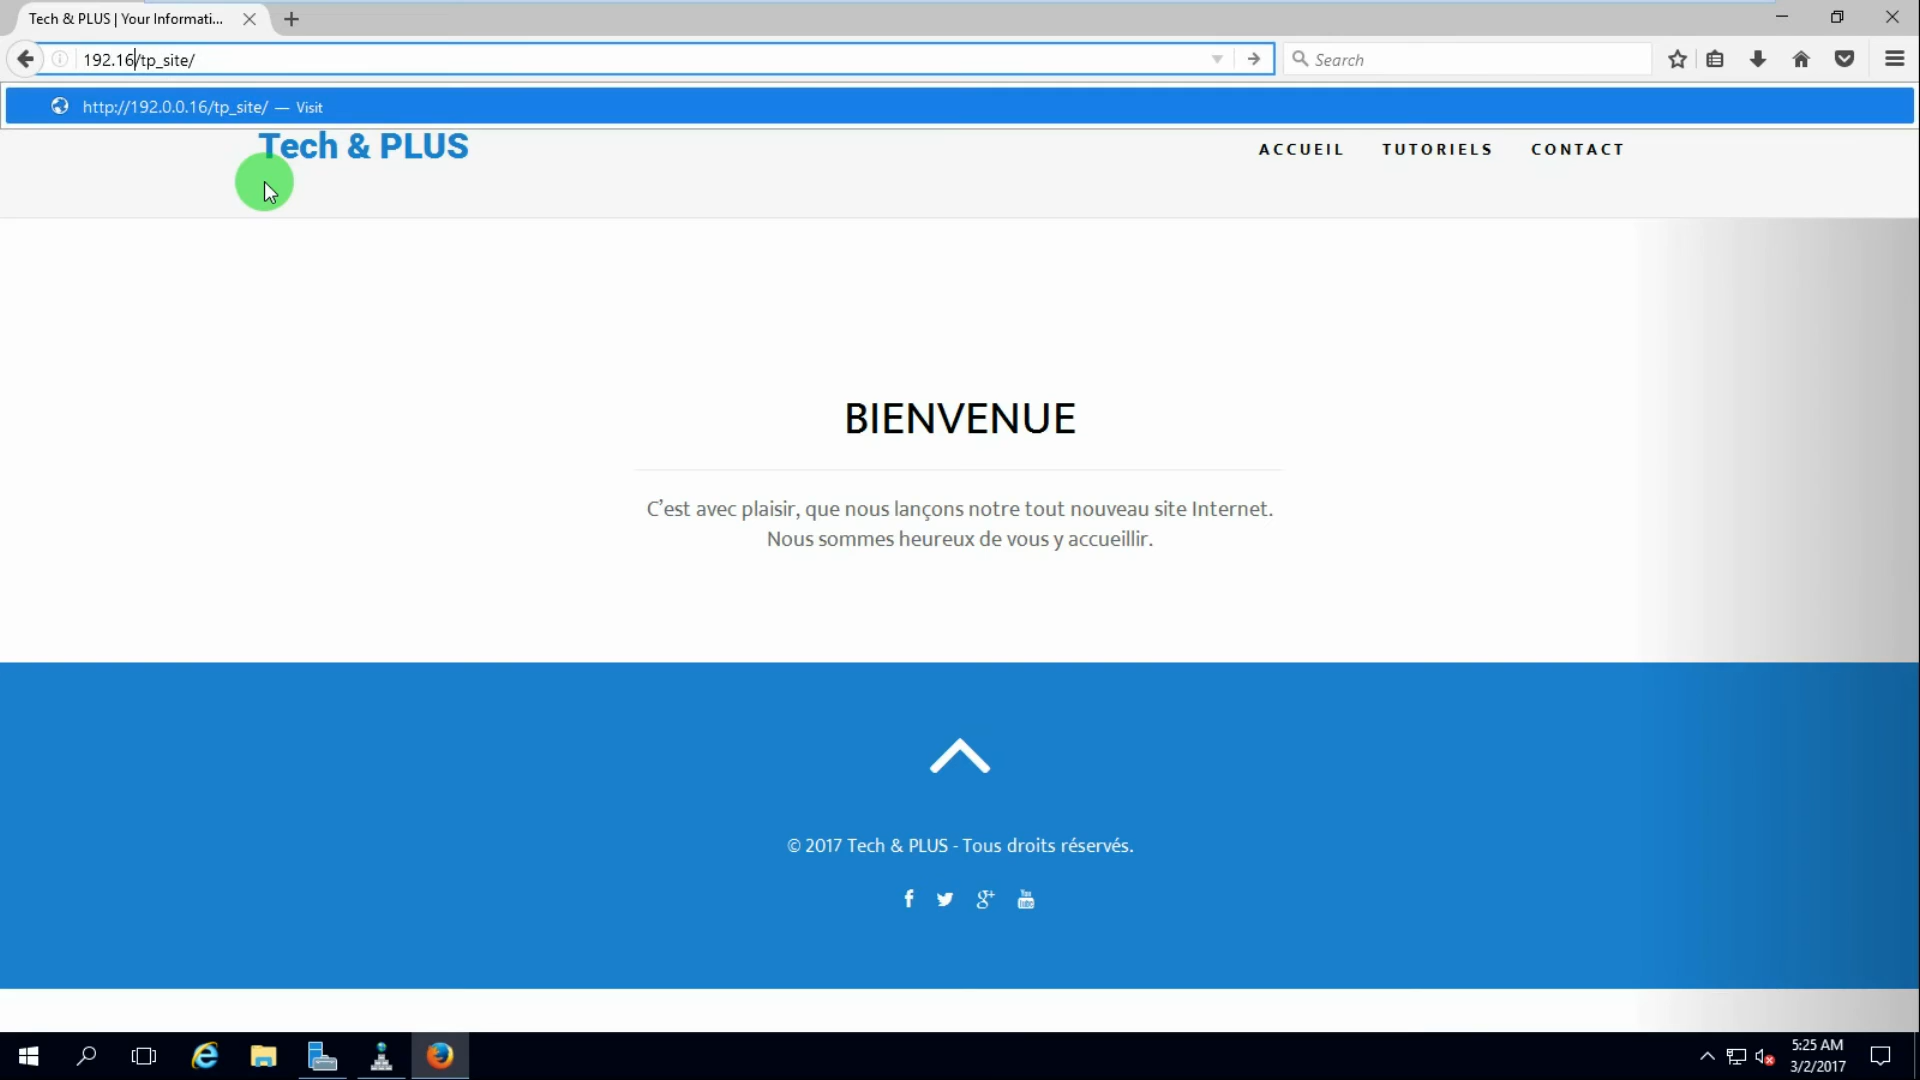 Tech & PLUS | Your Informati...
192.16/tp_site/
Search
http://192.0.0.16/tp_site/ — Visit
Tech & PLUS
ACCUEIL
TUTORIELS
CONTACT
BIENVENUE
C'est avec plaisir, que nous lançons notre tout nouveau site Internet.
Nous sommes heureux de vous y accueillir.
© 2017 Tech & PLUS - Tous droits réservés.
5:25 AM
3/2/2017